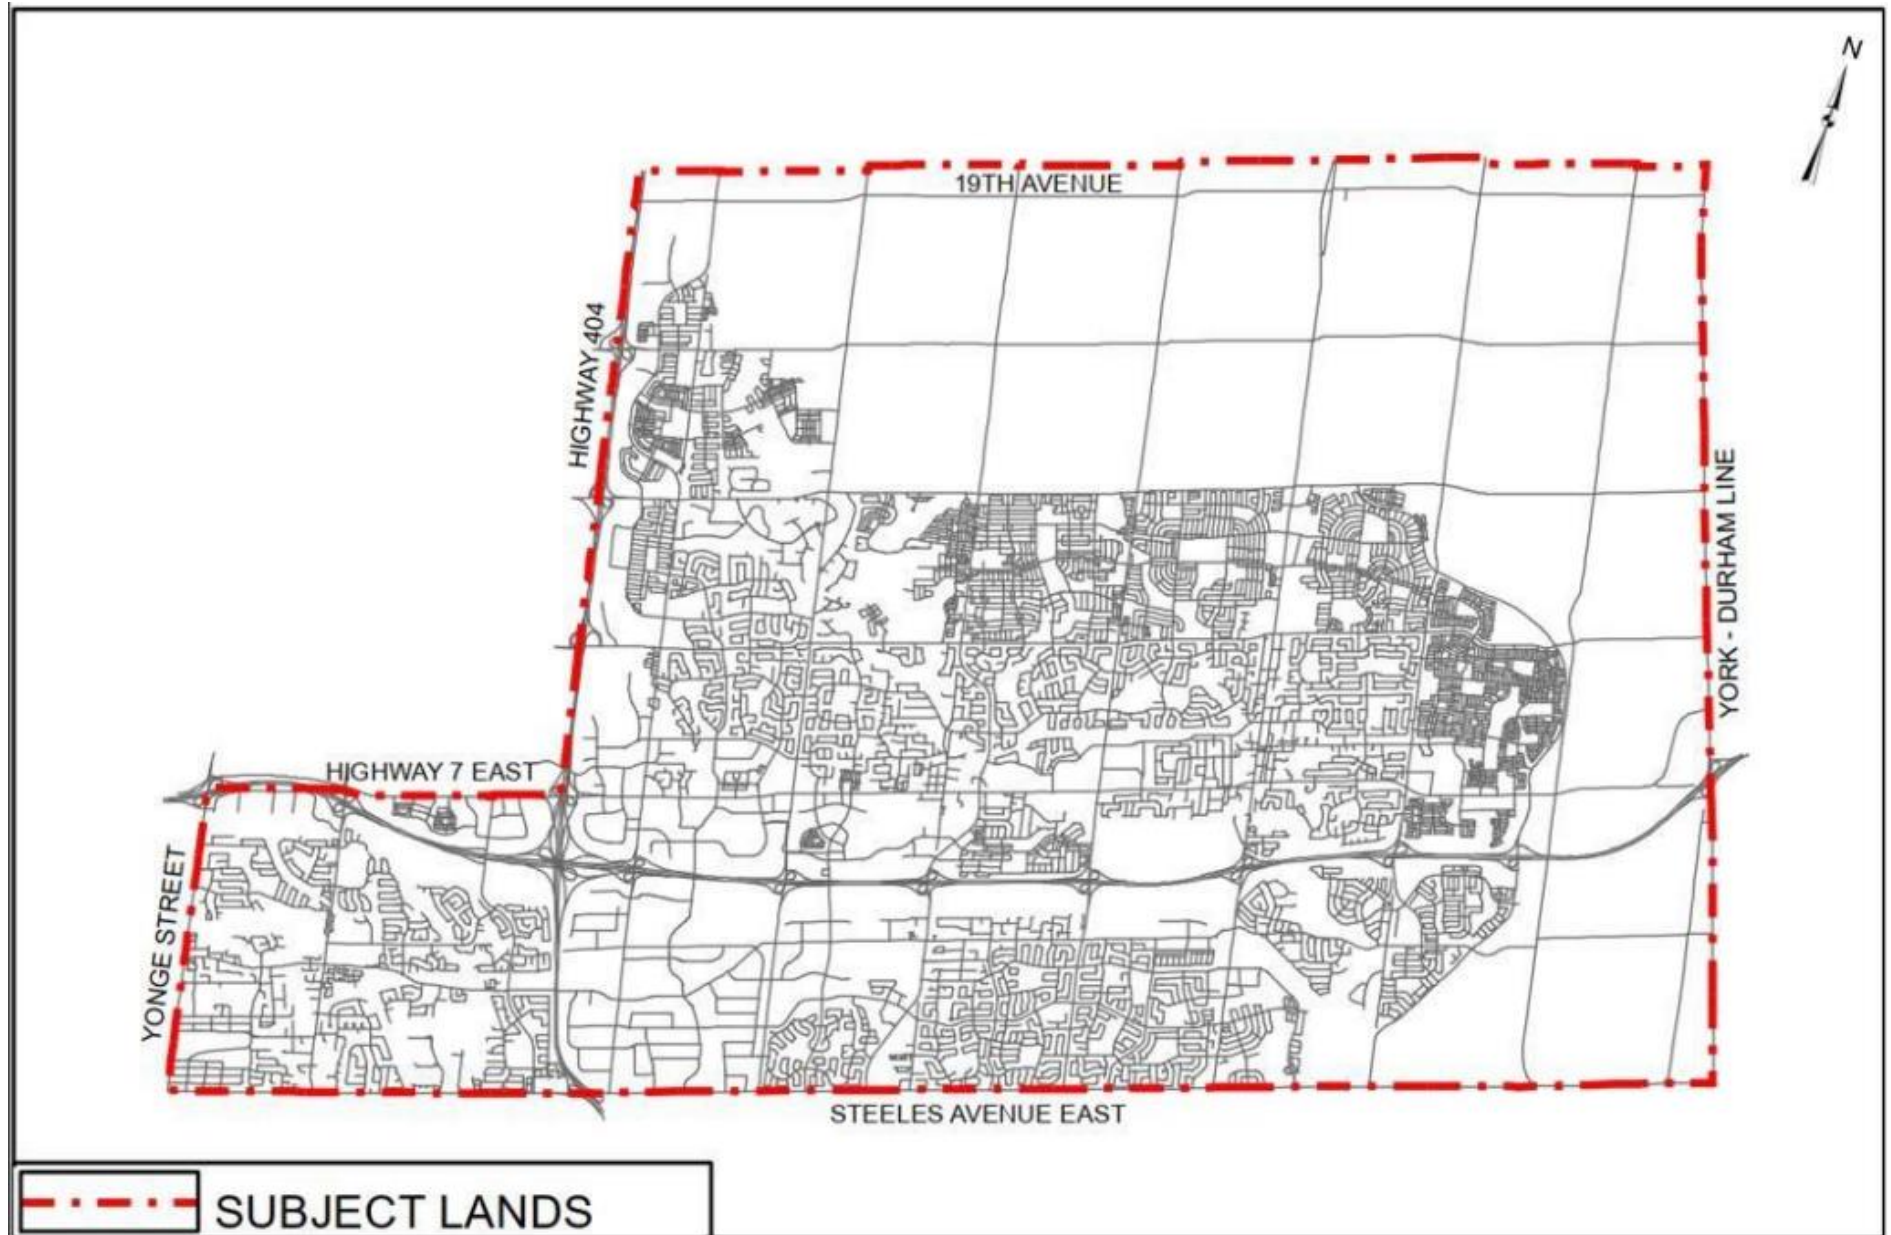 N
19TH AVENUE
HIGHWAY 404
YORK - DURHAM LINE
HIGHWAY 7 EAST
YONGE STREET
STEELES AVENUE EAST
SUBJECT LANDS